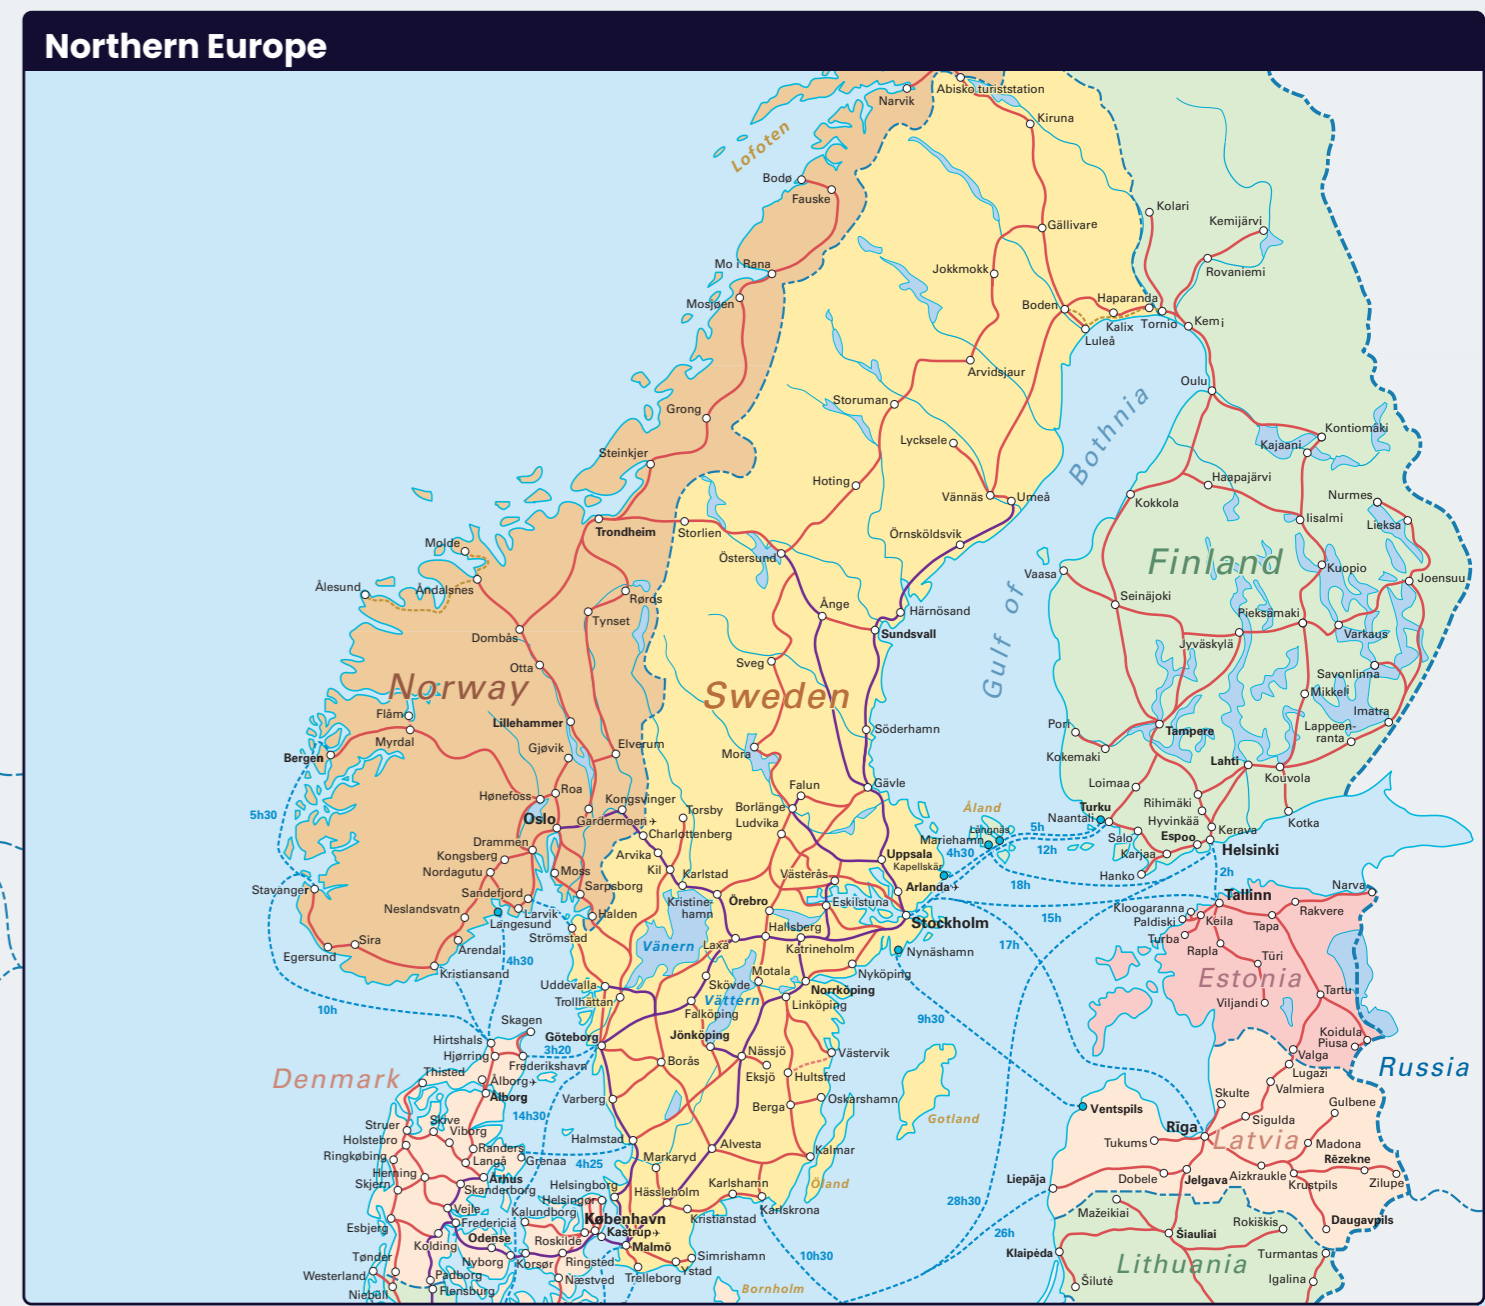 Northern Europe
Narvik
Abisko turiststation
Kiruna
Lofoten
Bodø
Fauske
Kolari
Kemijärvi
Gällivare
Mo i Rana
Jokkmokk
Rovaniemi
Mosjøen
Boden
Haparanda
Kalix
Tornio
Kemi
Luleå
Arvidsjaur
Oulu
Storuman
Grong
Bothnia
Kontiomäki
Lycksele
Kajaani
Steinkjer
Hoting
Vännäs
Umeå
Haapajärvi
Kokkola
Nurmes
Iisalmi
Lieksa
Trondheim
Storlien
Örnsköldsvik
Molde
Östersund
Finland
Vaasa
Kuopio
Joensuu
Ålesund
Åndalsnes
Røros
Tynset
Ånge
Härnösand
Gulf of
Seinäjoki
Pieksämäki
Varkaus
Dombås
Sundsvall
Jyväskylä
Otta
Sveg
Savonlinna
Norway
Sweden
Mikkeli
Imatra
Flåm
Lillehammer
Myrdal
Söderhamn
Pori
Tampere
Lappeen-
ranta
Bergen
Gjøvik
Elverum
Mora
Kokemäki
Lahti
Kouvola
Hønefoss
Roa
Kongsvinger
Falun
Gävle
Loimaa
5h30
Oslo
Gardermoen
Torsby
Borlänge
Ludvika
Åland
Turku
Naantali
Rihimäki
Hyvinkää
Kotka
Charlottenberg
Långnäs
Mariehamn
5h
12h
Salo
Espoo
Kerava
Helsinki
Drammen
Kongsberg
Nordagutu
Arvika
Kil
Uppsala
Kapellskär
4h30
Karjaa
Hanko
Moss
Karlstad
Västerås
Arlanda
18h
2h
Stavanger
Sandefjord
Sarpsborg
Kristine-
hamn
Örebro
Eskilstuna
15h
Tallinn
Narva
Neslandsvatn
Larvik
Langesund
Halden
Strömstad
Hallsberg
Stockholm
Kloogaranna
Paldiski
Keila
Rakvere
Tapa
Sira
Egersund
Arendal
4h30
Vänern
Laxå
Katrineholm
Nynäshamn
17h
Turba
Rapla
Türi
Kristiansand
Uddevalla
Trollhättan
Skövde
Motala
Nyköping
Norrköping
Estonia
Tartu
10h
Vättern
Falköping
Linköping
9h30
Viljandi
Skagen
Göteborg
Jönköping
Koidula
Piusa
Hirtshals
Hjørring
Frederikshavn
3h20
Borås
Nässjö
Eksjö
Västervik
Valga
Lugaži
Russia
Denmark
Thisted
Ålborg
Ålborg
Hultsfred
Valmiera
14h30
Varberg
Berga
Oskarshamn
Gotland
Ventspils
Skulte
Gulbene
Struer
Skive
Viborg
Sigulda
Holstebro
Randers
Halmstad
Alvesta
Rīga
Latvia
Ringkøbing
Langå
Grenaa
4h25
Markaryd
Kalmar
Tukums
Madona
Herning
Skjern
Århus
Skanderborg
Helsingborg
Hässleholm
Karlshamn
Öland
Liepāja
Dobele
Jelgava
Aizkraukle
Krustpils
Rēzekne
Zilupe
Vejle
Helsingør
Kalundborg
København
Kristianstad
Karlskrona
28h30
Mažeikiai
Esbjerg
Fredericia
Kolding
Odense
Roskilde
Kastrup
Malmö
26h
Šiauliai
Rokiškis
Daugavpils
Tønder
Nyborg
Korsør
Ringsted
Simrishamn
Ystad
10h30
Klaipėda
Lithuania
Turmantas
Westerland
Padborg
Næstved
Trelleborg
Bornholm
Šilutė
Igalina
Niebüll
Flensburg